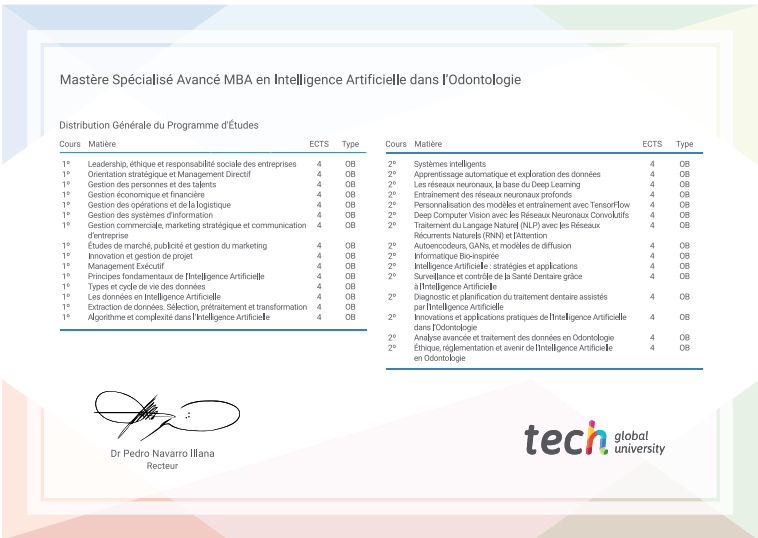 Mastère Spécialisé Avancé MBA en Intelligence Artificielle dans l'Odontologie
Distribution Générale du Programme d'Études
Cours Matière ECTS Type
1º Leadership, éthique et responsabilité sociale des entreprises 4 OB
1º Orientation stratégique et Management Directif 4 OB
1º Gestion des personnes et des talents 4 OB
1º Gestion économique et financière 4 OB
1º Gestion des opérations et de la logistique 4 OB
1º Gestion des systèmes d'information 4 OB
1º Gestion commerciale, marketing stratégique et communication 4 OB
d'entreprise
1º Études de marché, publicité et gestion du marketing 4 OB
1º Innovation et gestion de projet 4 OB
1º Management Exécutif 4 OB
1º Principes fondamentaux de l'Intelligence Artificielle 4 OB
1º Types et cycle de vie des données 4 OB
1º Les données en Intelligence Artificielle 4 OB
1º Extraction de données. Sélection, prétraitement et transformation 4 OB
1º Algorithme et complexité dans l'Intelligence Artificielle 4 OB
Cours Matière ECTS Type
2º Systèmes intelligents 4 OB
2º Apprentissage automatique et exploration des données 4 OB
2º Les réseaux neuronaux, la base du Deep Learning 4 OB
2º Entraînement des réseaux neuronaux profonds 4 OB
2º Personnalisation des modèles et entraînement avec TensorFlow 4 OB
2º Deep Computer Vision avec les Réseaux Neuronaux Convolutifs 4 OB
2º Traitement du Langage Naturel (NLP) avec les Réseaux 4 OB
Récurrents Naturels (RNN) et l'Attention
2º Autoencodeurs, GANs, et modèles de diffusion 4 OB
2º Informatique Bio-inspirée 4 OB
2º Intelligence Artificielle : stratégies et applications 4 OB
2º Surveillance et contrôle de la Santé Dentaire grâce 4 OB
à l'Intelligence Artificielle
2º Diagnostic et planification du traitement dentaire assistés 4 OB
par l'Intelligence Artificielle
2º Innovations et applications pratiques de l'Intelligence Artificielle 4 OB
dans l'Odontologie
2º Analyse avancée et traitement des données en Odontologie 4 OB
2º Éthique, réglementation et avenir de l'Intelligence Artificielle 4 OB
en Odontologie
Dr Pedro Navarro Illana
Recteur
tech global
university